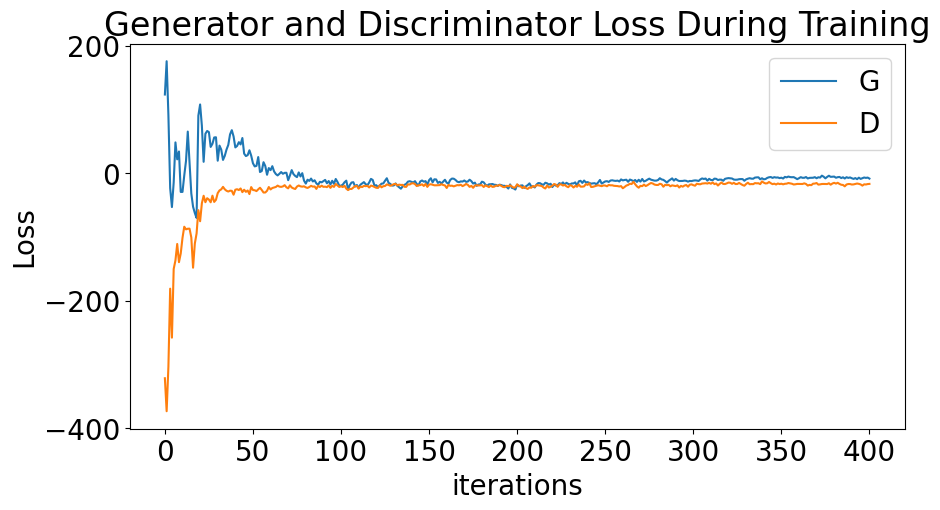 Generator and Discriminator Loss During Training
200
0
−200
−400
Loss
G
D
0 50 100 150 200 250 300 350 400
iterations